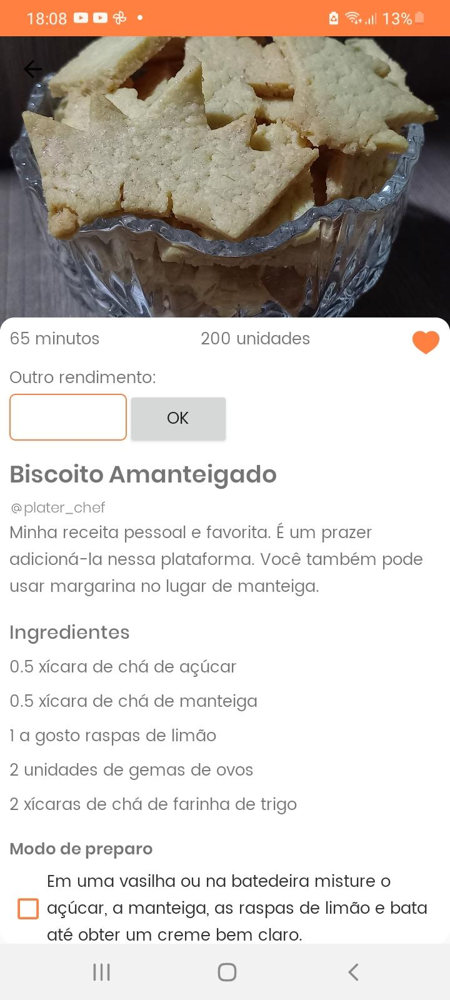 18:08
13%
65 minutos
200 unidades
Outro rendimento:
OK
Biscoito Amanteigado
@plater_chef
Minha receita pessoal e favorita. É um prazer
adicioná-la nessa plataforma. Você também pode
usar margarina no lugar de manteiga.
Ingredientes
0.5 xícara de chá de açúcar
0.5 xícara de chá de manteiga
1 a gosto raspas de limão
2 unidades de gemas de ovos
2 xícaras de chá de farinha de trigo
Modo de preparo
Em uma vasilha ou na batedeira misture o
açúcar, a manteiga, as raspas de limão e bata
até obter um creme bem claro.